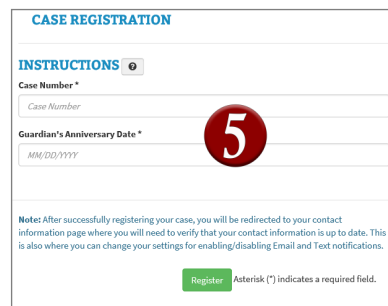 CASE REGISTRATION
INSTRUCTIONS ?
Case Number *
Case Number
Guardian's Anniversary Date *
MM/DD/YYYY
5
Note: After successfully registering your case, you will be redirected to your contact
information page where you will need to verify that your contact information is up to date. This
is also where you can change your settings for enabling/disabling Email and Text notifications.
Register Asterisk (*) indicates a required field.